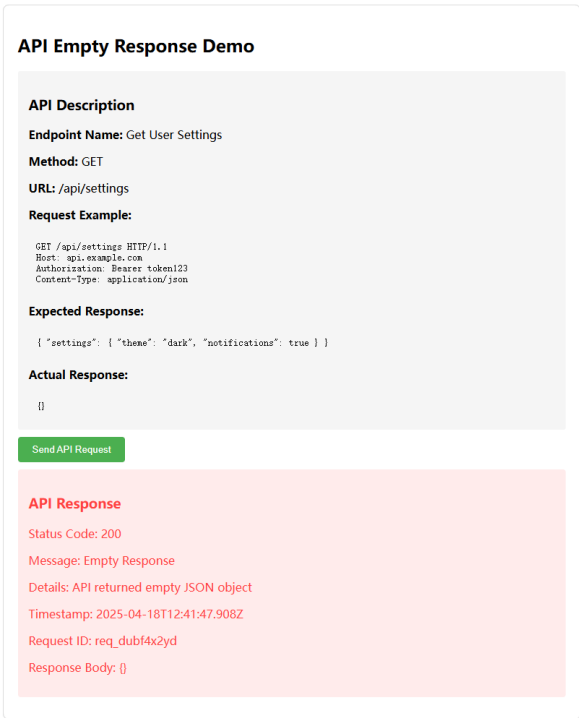 API Empty Response Demo
API Description
Endpoint Name: Get User Settings
Method: GET
URL: /api/settings
Request Example:
GET /api/settings HTTP/1.1
Host: api.example.com
Authorization: Bearer token123
Content-Type: application/json
Expected Response:
{ "settings": { "theme": "dark", "notifications": true } }
Actual Response:
{}
Send API Request
API Response
Status Code: 200
Message: Empty Response
Details: API returned empty JSON object
Timestamp: 2025-04-18T12:41:47.908Z
Request ID: req_dubf4x2yd
Response Body: {}